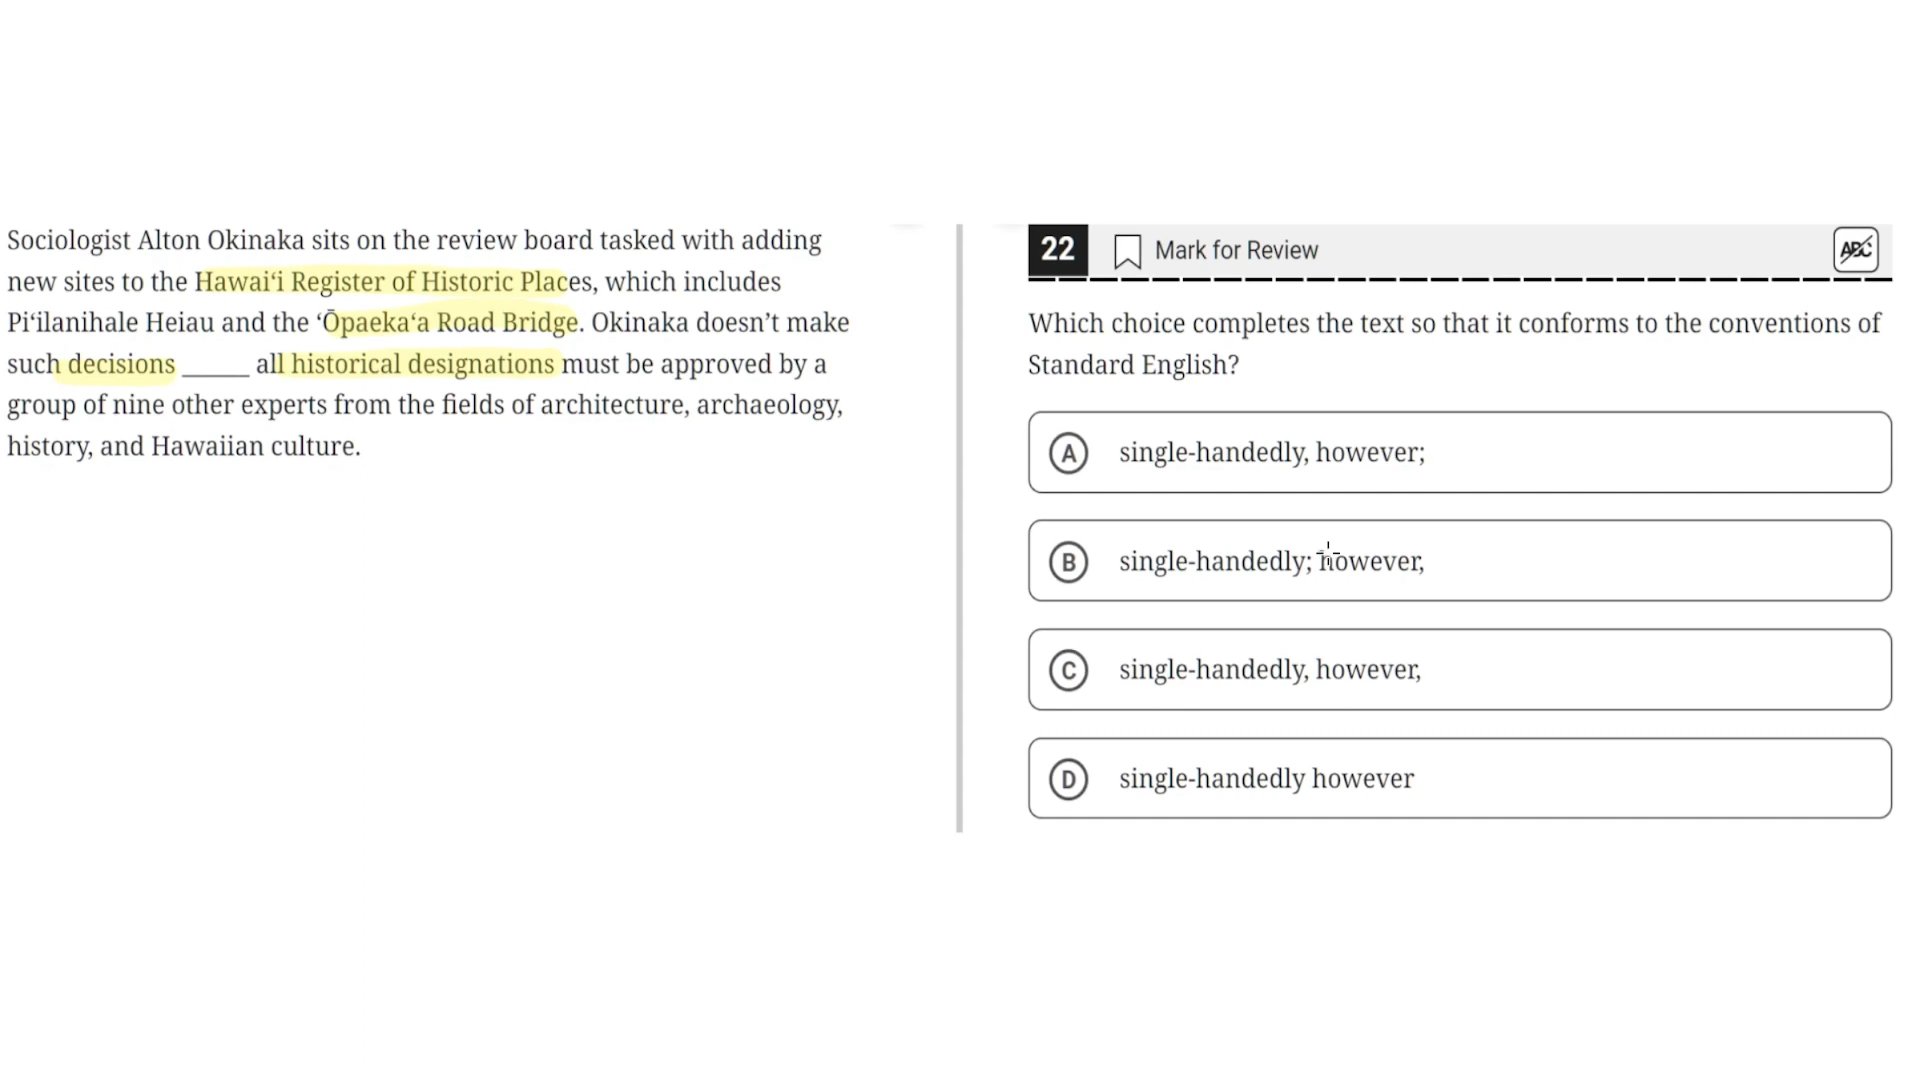 Sociologist Alton Okinaka sits on the review board tasked with adding
new sites to the Hawaiʻi Register of Historic Places, which includes
Piʻilanihale Heiau and the ʻŌpaekaʻa Road Bridge. Okinaka doesn’t make
such decisions ______ all historical designations must be approved by a
group of nine other experts from the fields of architecture, archaeology,
history, and Hawaiian culture.
22 Mark for Review ABC
Which choice completes the text so that it conforms to the conventions of
Standard English?
A single-handedly, however;
B single-handedly; however,
C single-handedly, however,
D single-handedly however